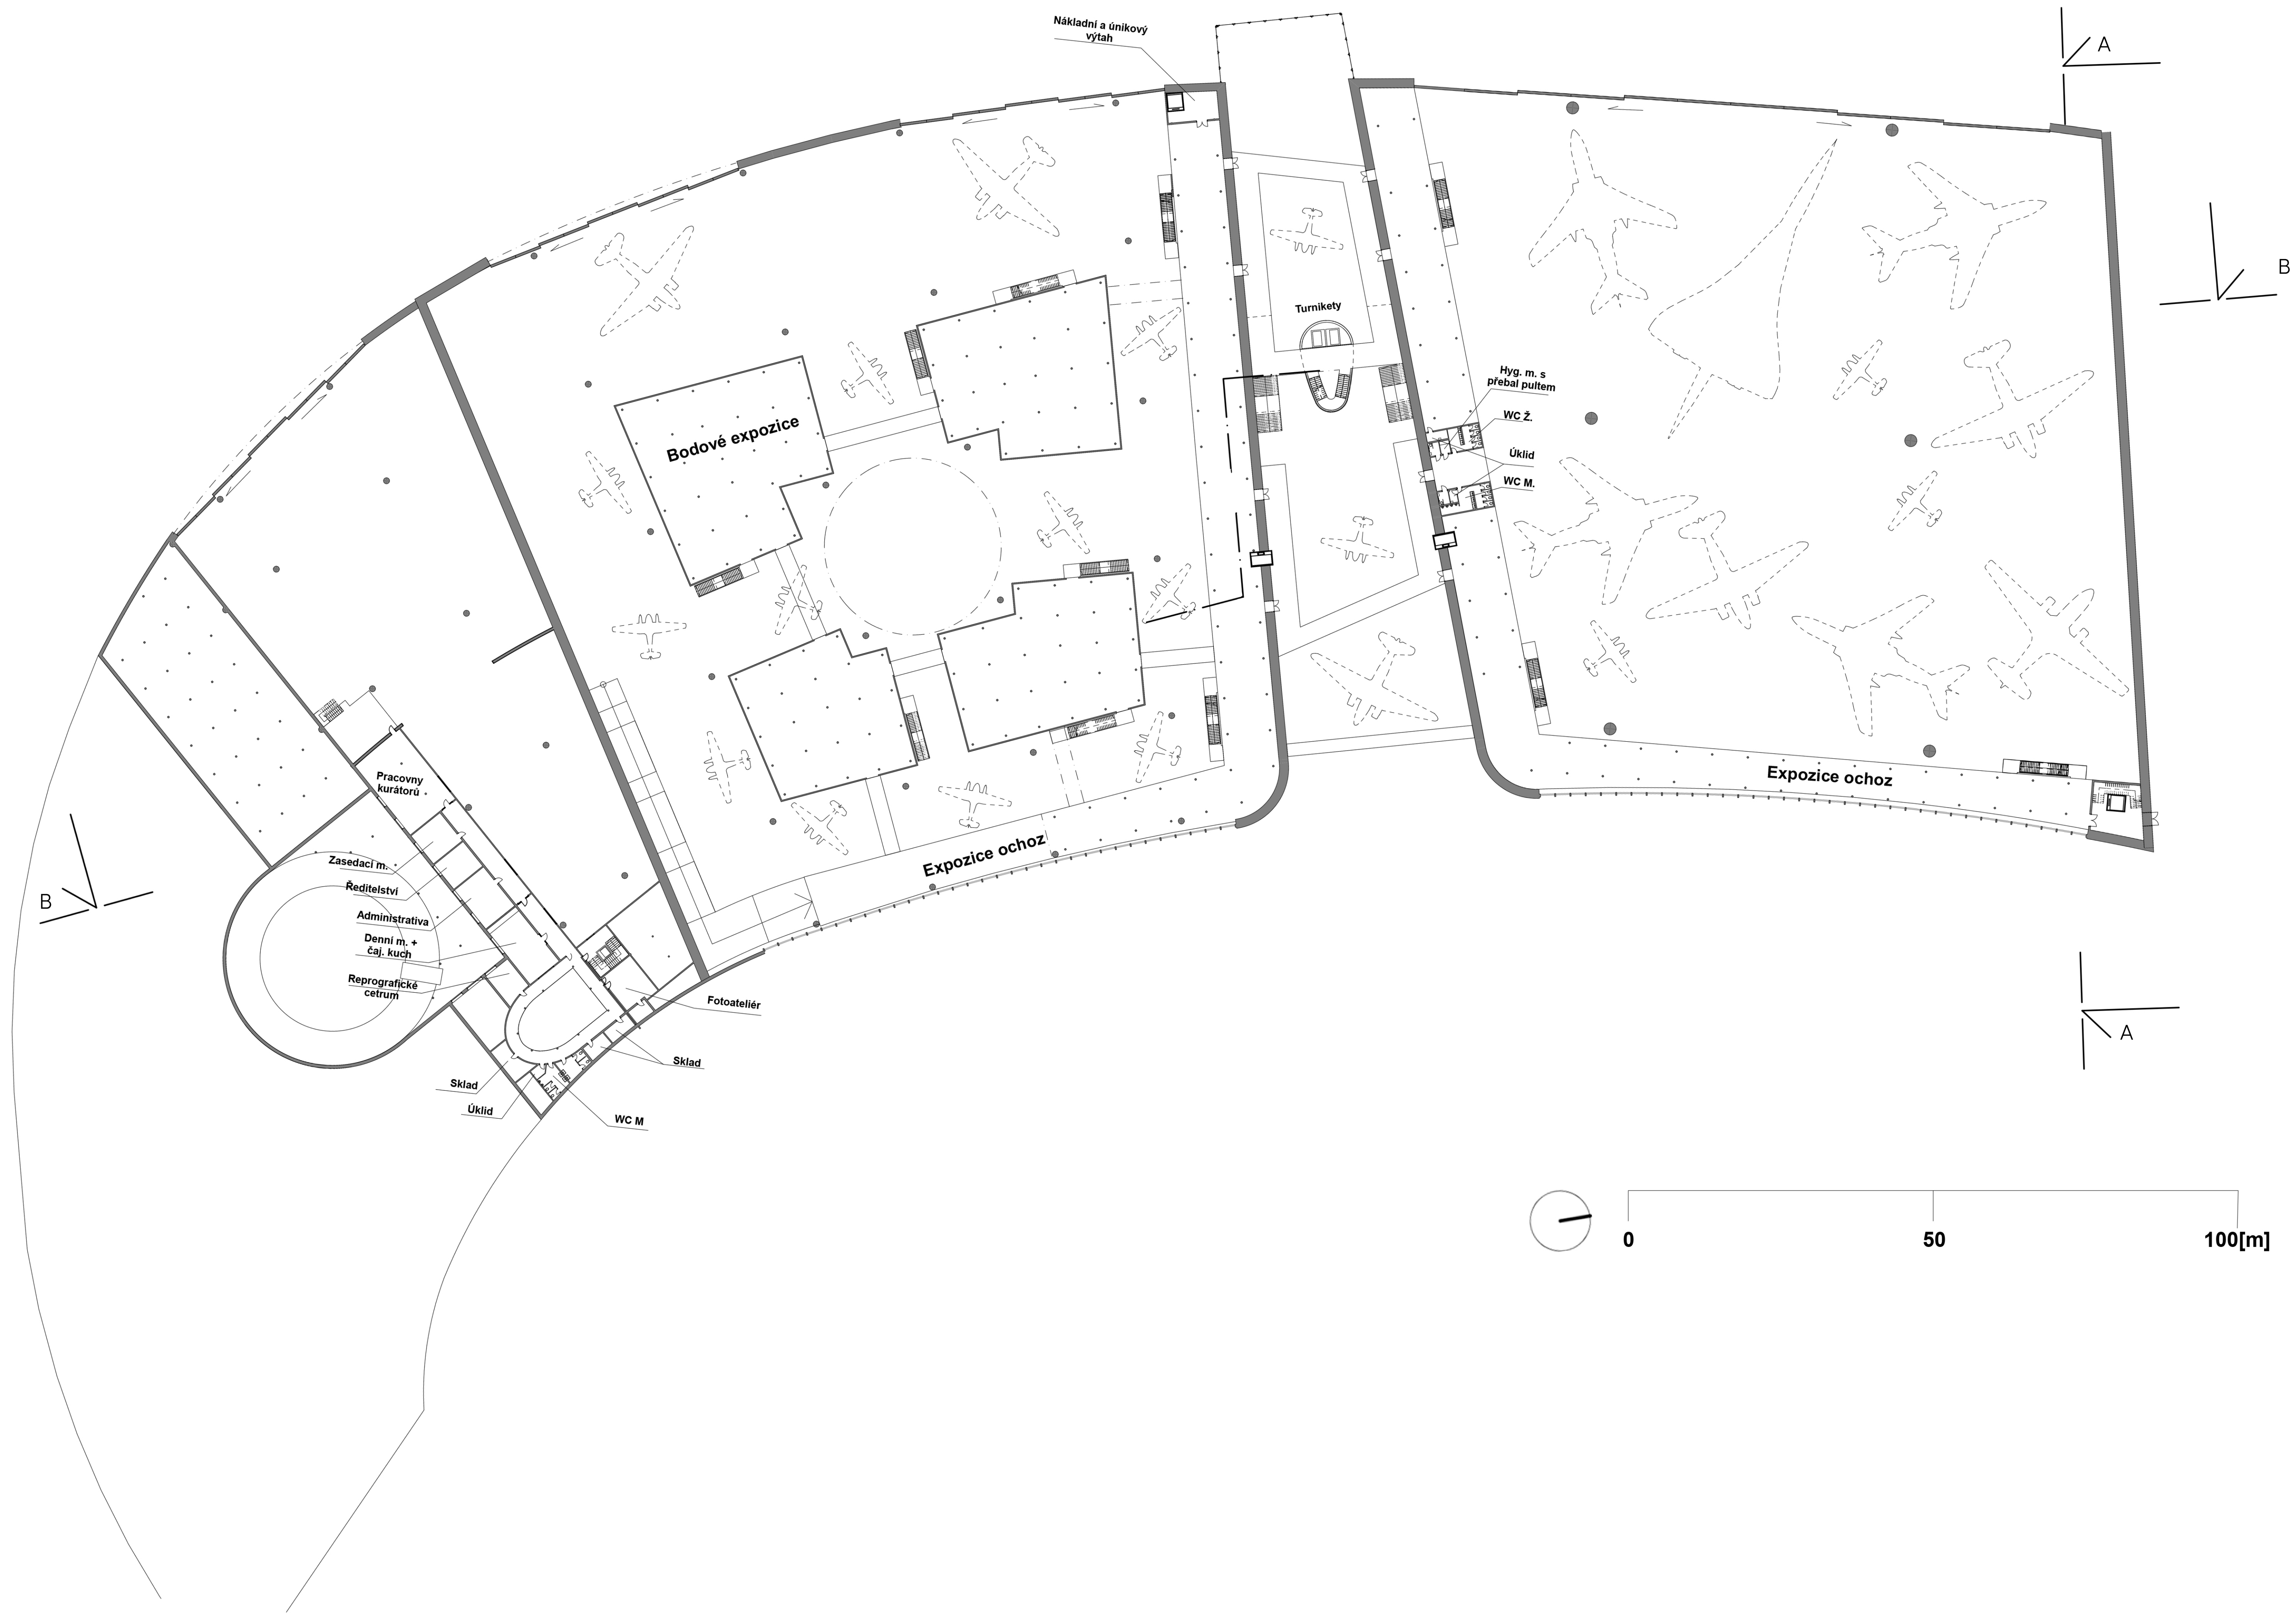 Nákladní a únikový
výtah
A
B
Turnikety
Hyg. m. s
přebal pultem
WC Ž.
Úklid
WC M.
Bodové expozice
Expozice ochoz
Pracovny
kurátorů
Expozice ochoz
Zasedací m.
Ředitelství
Administrativa
Denní m. +
čaj. kuch
Reprografické
cetrum
B
Fotoateliér
Sklad
Sklad
Úklid
WC M
A
0
50
100[m]